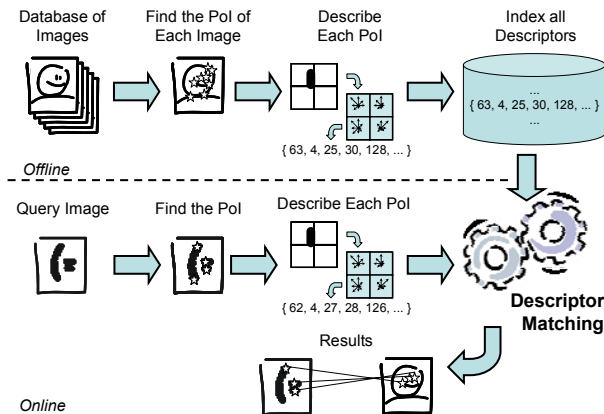 Database of
Images
Find the PoI of
Each Image
Describe
Each PoI
Index all
Descriptors
...
{ 63, 4, 25, 30, 128, ... }
...
{ 63, 4, 25, 30, 128, ... }
Offline
Query Image
Find the PoI
Describe Each PoI
{ 62, 4, 27, 28, 126, ... }
Descriptor
Matching
Results
Online